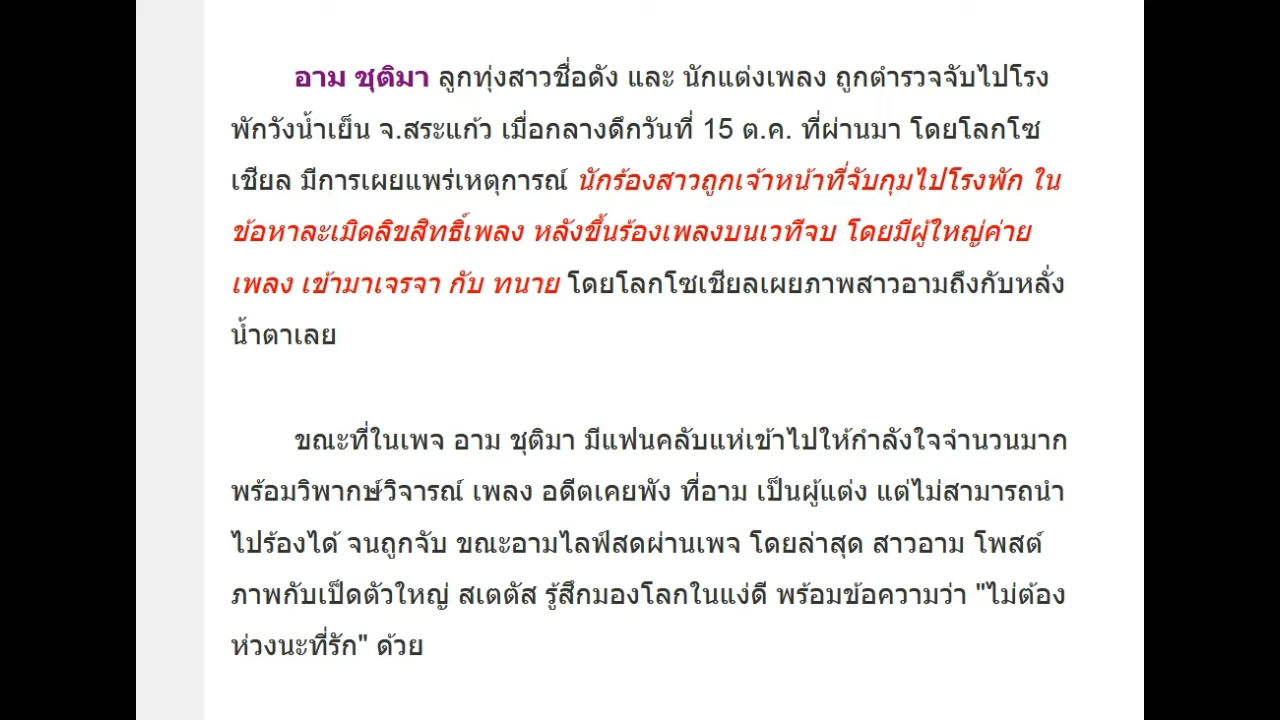 อาม ชุติมา ลูกทุ่งสาวชื่อดัง และ นักแต่งเพลง ถูกตำรวจจับไปโรง
พักวังน้ำเย็น จ.สระแก้ว เมื่อกลางดึกวันที่ 15 ต.ค. ที่ผ่านมา โดยโลกโซ
เชียล มีการเผยแพร่เหตุการณ์ นักร้องสาวถูกเจ้าหน้าที่จับกุมไปโรงพัก ใน
ข้อหาละเมิดลิขสิทธิ์เพลง หลังขึ้นร้องเพลงบนเวทีจบ โดยมีผู้ใหญ่ค่าย
เพลง เข้ามาเจรจา กับ ทนาย โดยโลกโซเชียลเผยภาพสาวอามถึงกับหลั่ง
น้ำตาเลย
ขณะที่ในเพจ อาม ชุติมา มีแฟนคลับแห่เข้าไปให้กำลังใจจำนวนมาก
พร้อมวิพากษ์วิจารณ์ เพลง อดีตเคยพัง ที่อาม เป็นผู้แต่ง แต่ไม่สามารถนำ
ไปร้องได้ จนถูกจับ ขณะอามไลฟ์สดผ่านเพจ โดยล่าสุด สาวอาม โพสต์
ภาพกับเป็ดตัวใหญ่ สเตตัส รู้สึกมองโลกในแง่ดี พร้อมข้อความว่า "ไม่ต้อง
ห่วงนะที่รัก" ด้วย